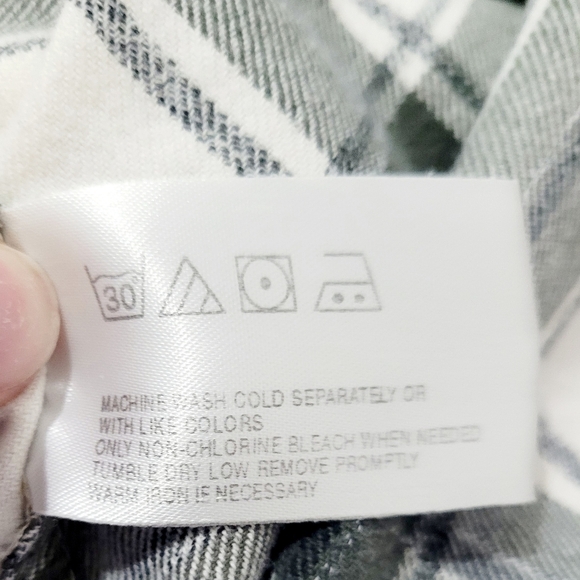 30
MACHINE WASH COLD SEPARATELY OR
WITH LIKE COLORS
ONLY NON-CHLORINE BLEACH WHEN NEEDED
TUMBLE DRY LOW REMOVE PROMPTLY
WARM IRON IF NECESSARY